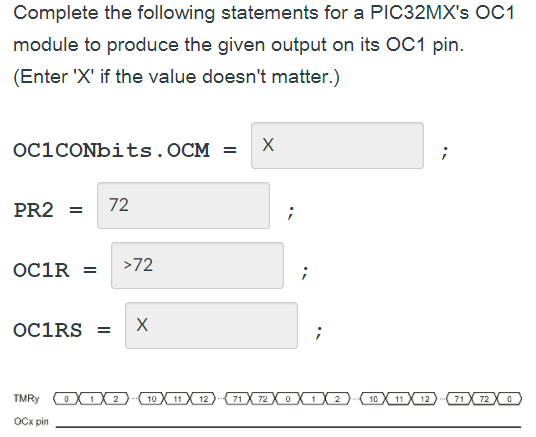 Complete the following statements for a PIC32MX's OC1
module to produce the given output on its OC1 pin.
(Enter 'X' if the value doesn't matter.)
OC1CONbits.OCM = X ;
PR2 = 72 ;
OC1R = >72 ;
OC1RS = X ;
TMRy 0 1 2 10 11 12 71 72 0 1 2 10 11 12 71 72 0
OCx pin